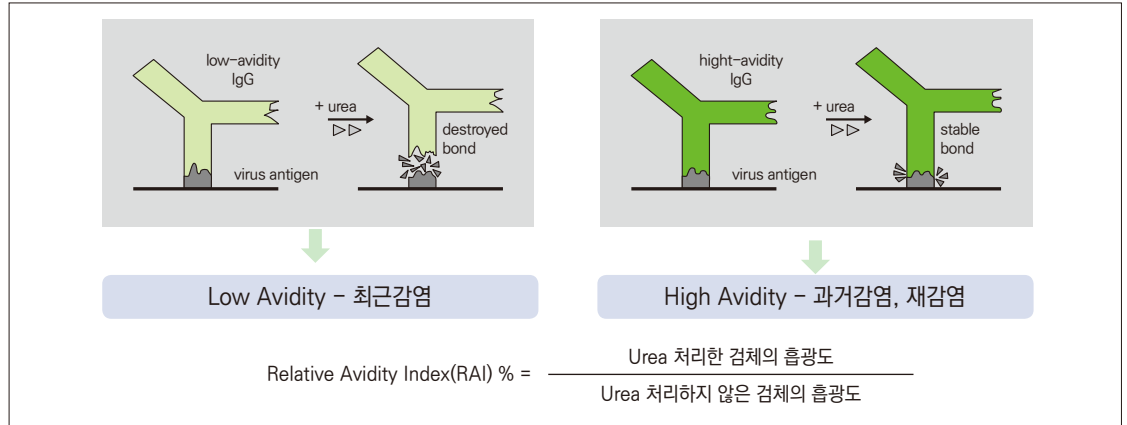 low-avidity
IgG
+ urea
destroyed
bond
virus antigen
hight-avidity
IgG
+ urea
stable
bond
virus antigen
Low Avidity - 최근감염
High Avidity - 과거감염, 재감염
Relative Avidity Index(RAI) % =
Urea 처리한 검체의 흡광도
Urea 처리하지 않은 검체의 흡광도